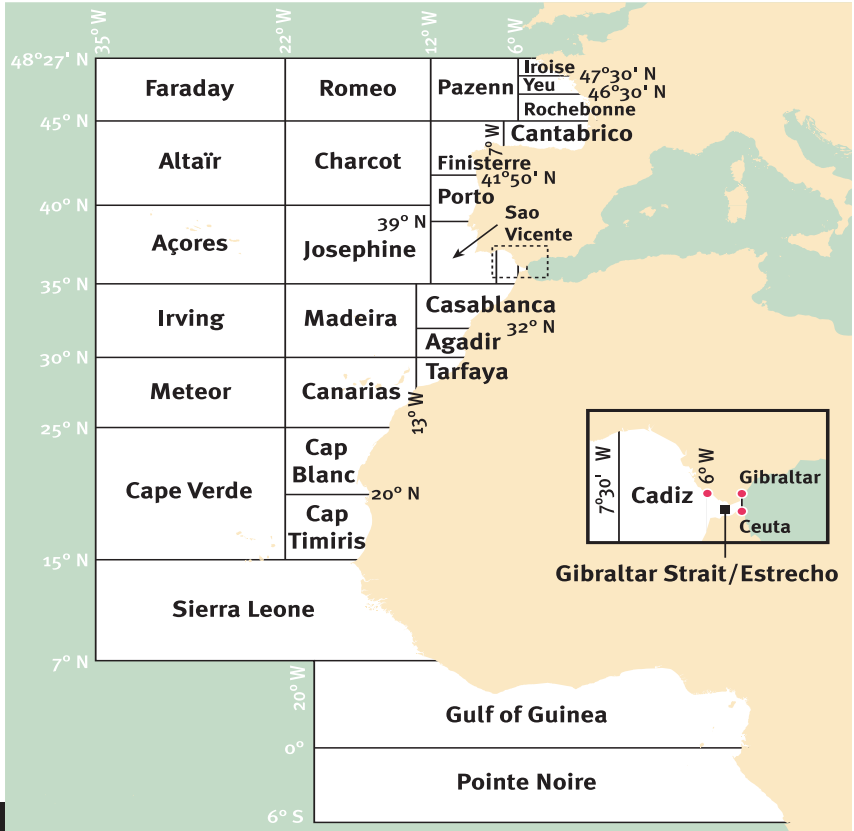 35° W
22° W
12° W
6° W
48°27' N
Faraday
Romeo
Pazenn
Iroise
47°30' N
Yeu
46°30' N
Rochebonne
45° N
Altaïr
Charcot
7° W
Cantabrico
Finisterre
41°50' N
Porto
40° N
39° N
Açores
Josephine
Sao
Vicente
35° N
Irving
Madeira
Casablanca
32° N
Agadir
30° N
Meteor
Canarias
Tarfaya
13° W
25° N
Cape Verde
Cap
Blanc
20° N
Cap
Timiris
7°30' W
Cadiz
6° W
Gibraltar
Ceuta
Gibraltar Strait/Estrecho
15° N
Sierra Leone
7° N
20° W
Gulf of Guinea
0°
Pointe Noire
6° S